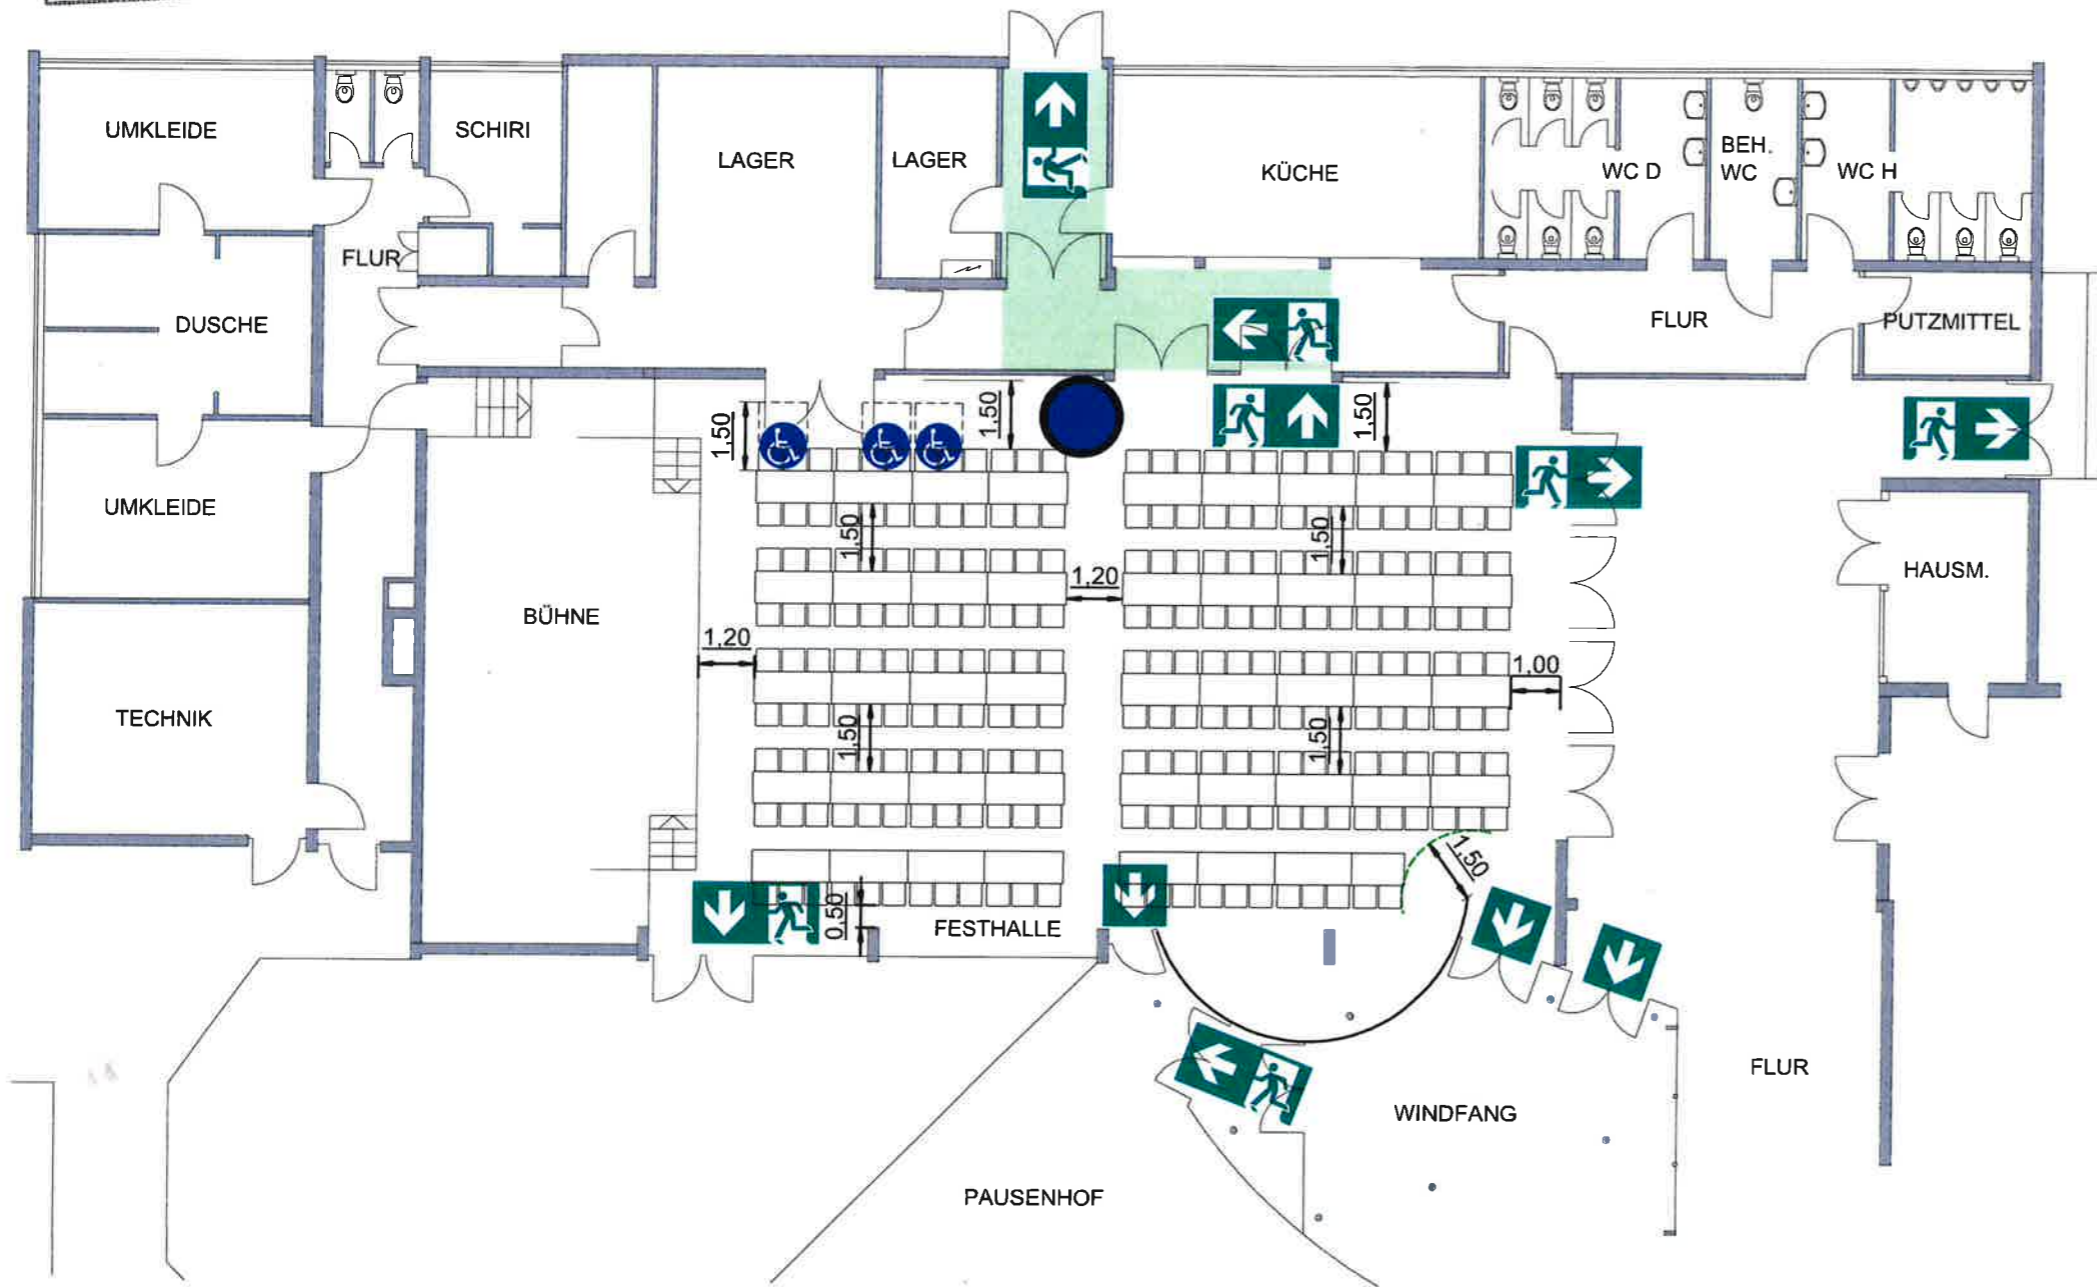 UMKLEIDE
SCHIRI
LAGER
LAGER
KÜCHE
WC D
BEH.
WC
WC H
FLUR
DUSCHE
FLUR
PUTZMITTEL
1,50
1,50
1,50
UMKLEIDE
1,50
1,50
HAUSM.
1,20
BÜHNE
1,20
1,00
TECHNIK
1,50
1,50
1,50
0,50
FESTHALLE
FLUR
WINDFANG
PAUSENHOF